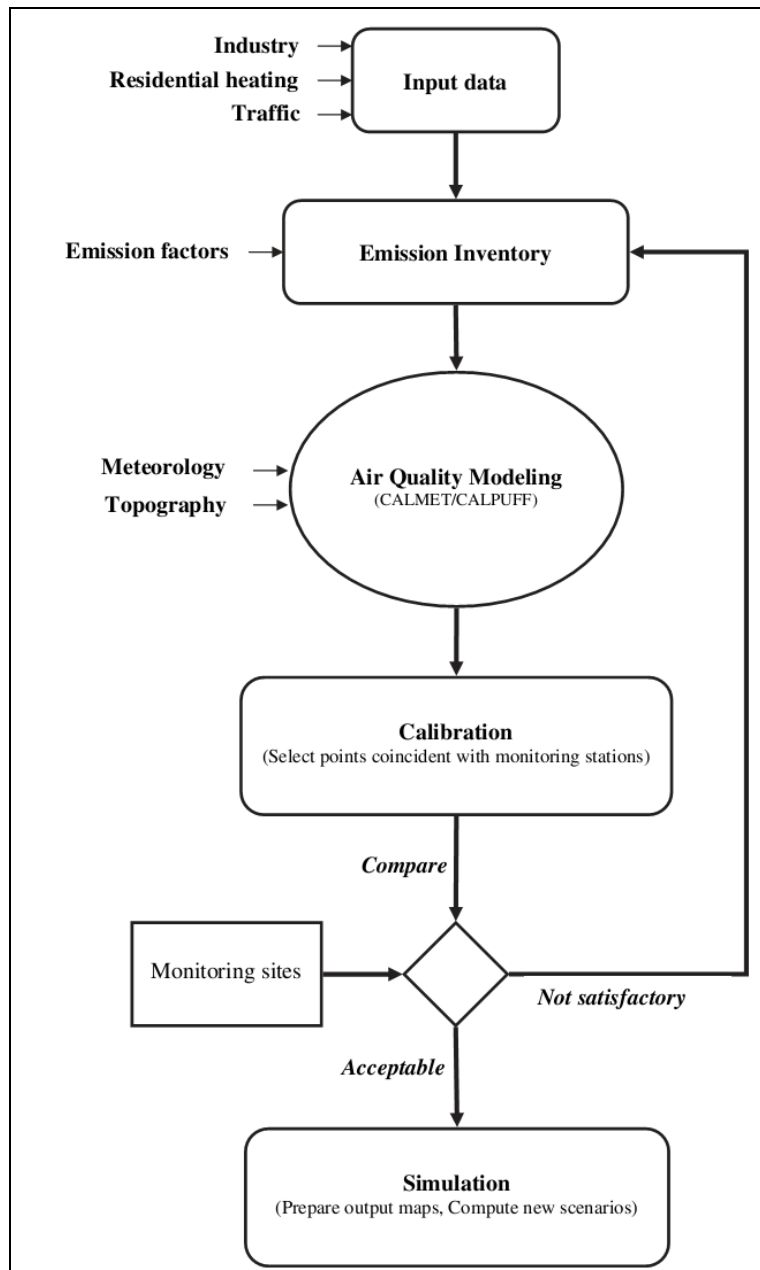 Industry
Residential heating
Traffic
Input data
Emission factors
Emission Inventory
Meteorology
Topography
Air Quality Modeling
(CALMET/CALPUFF)
Calibration
(Select points coincident with monitoring stations)
Compare
Monitoring sites
Not satisfactory
Acceptable
Simulation
(Prepare output maps, Compute new scenarios)